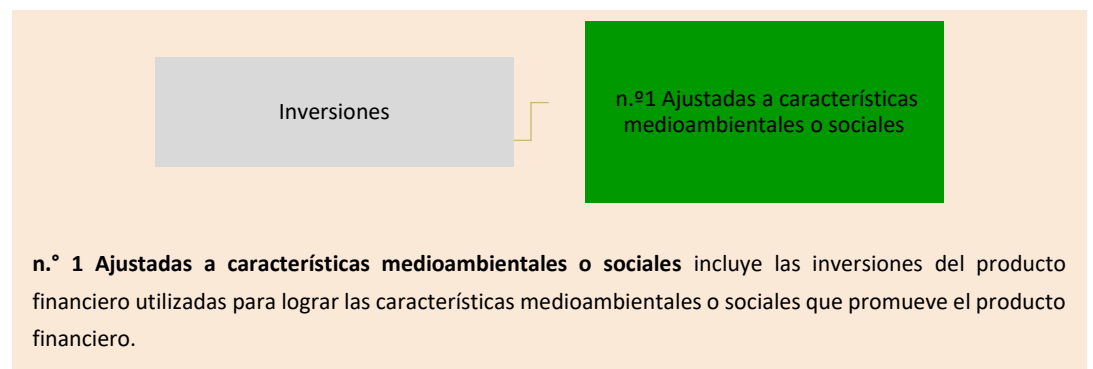 Inversiones
n.º1 Ajustadas a características
medioambientales o sociales
n.° 1 Ajustadas a características medioambientales o sociales incluye las inversiones del producto
financiero utilizadas para lograr las características medioambientales o sociales que promueve el producto
financiero.